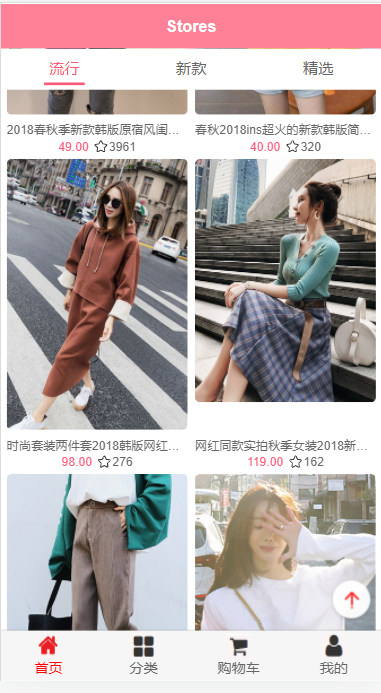 Stores
流行 新款 精选
2018春秋季新款韩版原宿风闺... 春秋2018ins超火的新款韩版简...
49.00 3961 40.00 320
时尚套装两件套2018韩版网红... 网红同款实拍秋季女装2018新...
98.00 276 119.00 162
首页 分类 购物车 我的